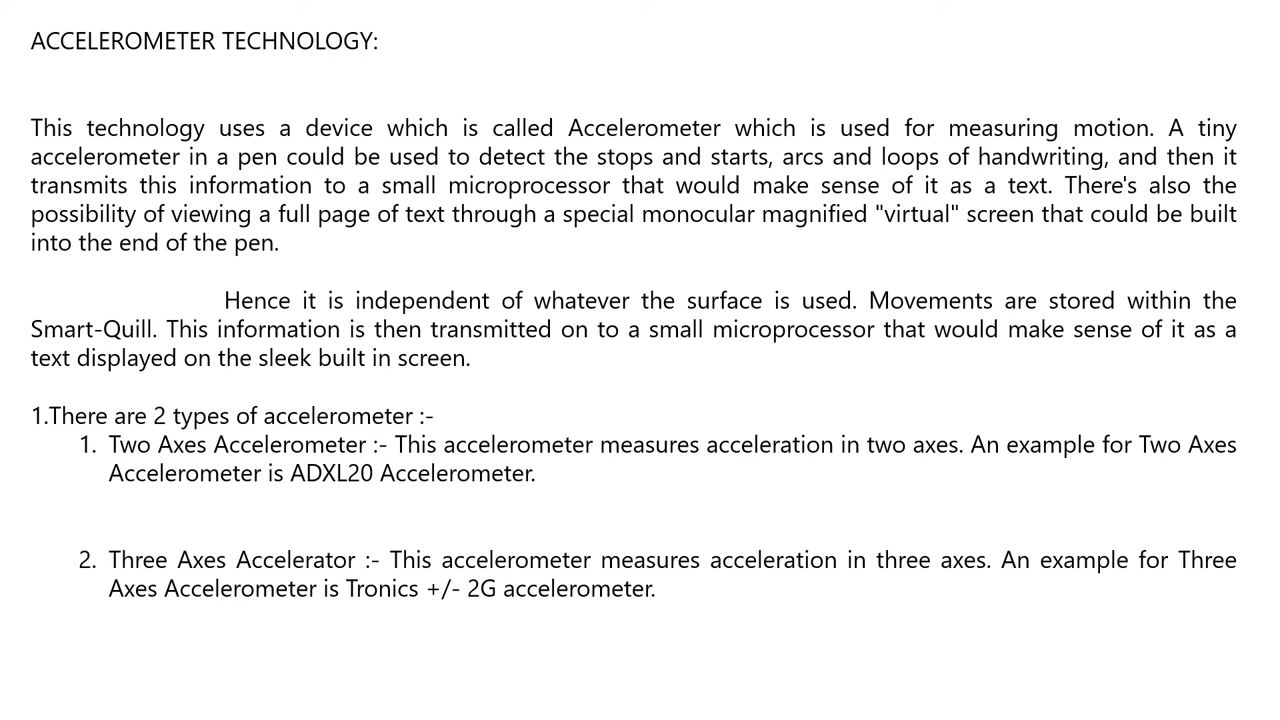 ACCELEROMETER TECHNOLOGY:
This technology uses a device which is called Accelerometer which is used for measuring motion. A tiny
accelerometer in a pen could be used to detect the stops and starts, arcs and loops of handwriting, and then it
transmits this information to a small microprocessor that would make sense of it as a text. There's also the
possibility of viewing a full page of text through a special monocular magnified "virtual" screen that could be built
into the end of the pen.
Hence it is independent of whatever the surface is used. Movements are stored within the
Smart-Quill. This information is then transmitted on to a small microprocessor that would make sense of it as a
text displayed on the sleek built in screen.
1.There are 2 types of accelerometer :-
1. Two Axes Accelerometer :- This accelerometer measures acceleration in two axes. An example for Two Axes
Accelerometer is ADXL20 Accelerometer.
2. Three Axes Accelerator :- This accelerometer measures acceleration in three axes. An example for Three
Axes Accelerometer is Tronics +/- 2G accelerometer.